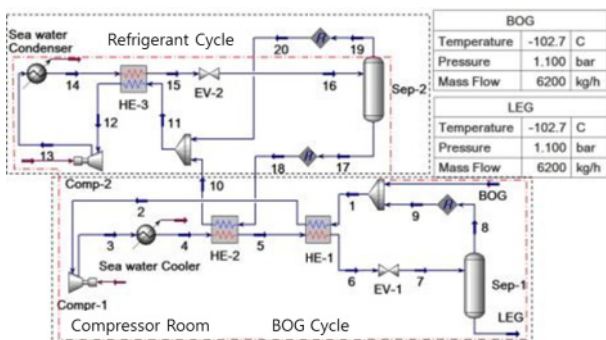 Sea water
Condenser
Refrigerant Cycle
20
19
14
15
EV-2
16
HE-3
Sep-2
12
11
13
Comp-2
10
18
17
BOG
Temperature -102.7 C
Pressure 1.100 bar
Mass Flow 6200 kg/h
LEG
Temperature -102.7 C
Pressure 1.100 bar
Mass Flow 6200 kg/h
2
1
BOG
9
8
3
4
5
HE-2
HE-1
Sea water Cooler
6
EV-1
7
Sep-1
Compr-1
LEG
Compressor Room
BOG Cycle